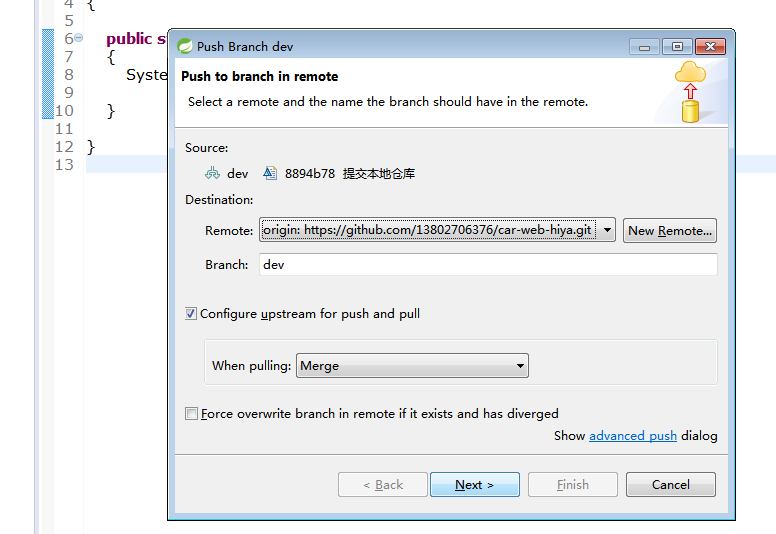 4 {
5
6 public s
Push Branch dev
7 {
Push to branch in remote
8 Syste
Select a remote and the name the branch should have in the remote.
9
10 }
11
12 }
13
Source:
dev 8894b78 提交本地仓库
Destination:
Remote: origin: https://github.com/13802706376/car-web-hiya.git New Remote...
Branch: dev
Configure upstream for push and pull
When pulling: Merge
Force overwrite branch in remote if it exists and has diverged
Show advanced push dialog
< Back Next > Finish Cancel